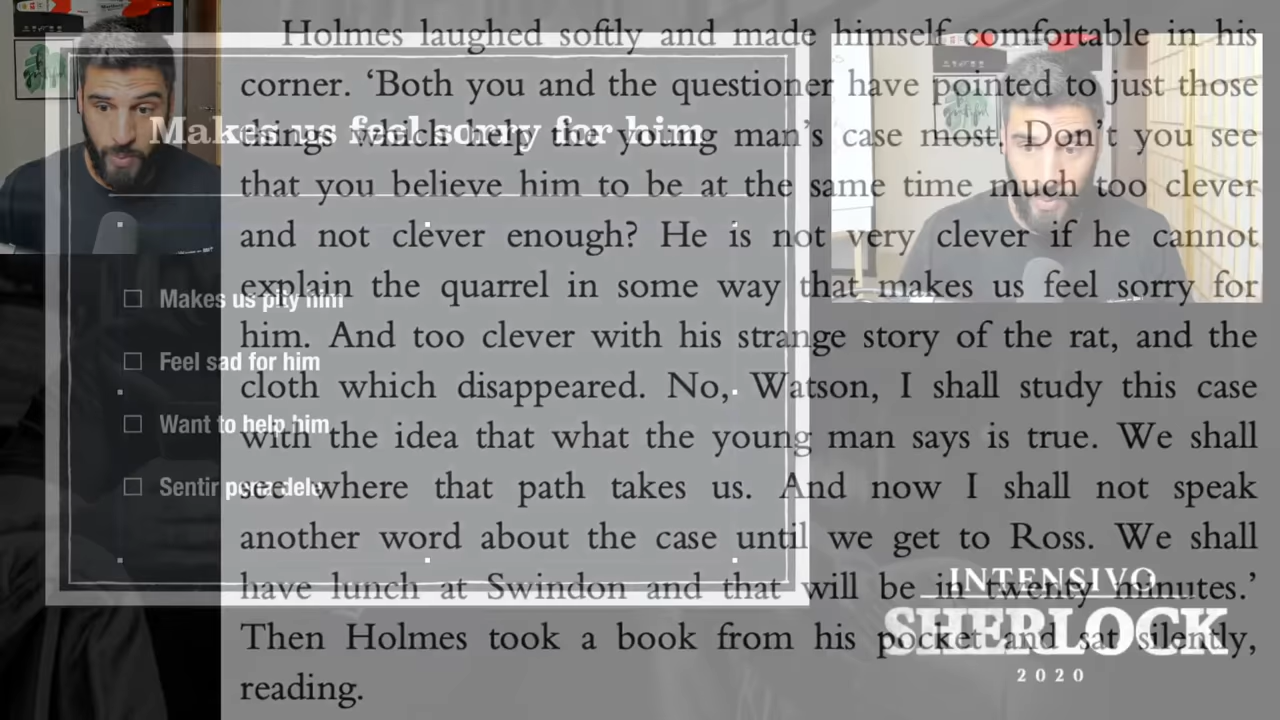 Holmes laughed softly and made himself comfortable in his
corner. ‘Both you and the questioner have pointed to just those
things which help the young man’s case most. Don’t you see
that you believe him to be at the same time much too clever
and not clever enough? He is not very clever if he cannot
explain the quarrel in some way that makes us feel sorry for
him. And too clever with his strange story of the rat, and the
cloth which disappeared. No, Watson, I shall study this case
with the idea that what the young man says is true. We shall
see where that path takes us. And now I shall not speak
another word about the case until we get to Ross. We shall
have lunch at Swindon and that will be in twenty minutes.’
Then Holmes took a book from his pocket and sat silently,
reading.
Makes us feel sorry for him
Makes us pity him
Feel sad for him
Want to help him
Sentir pena dele
INTENSIVO
SHERLOCK
2020